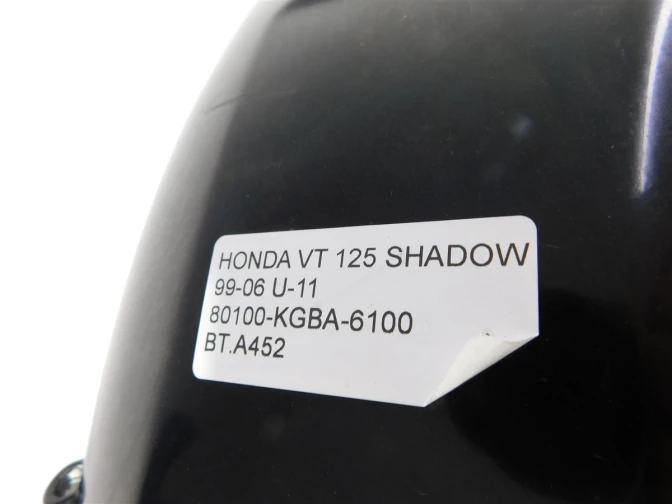 HONDA VT 125 SHADOW
99-06 U-11
80100-KGBA-6100
BT.A452